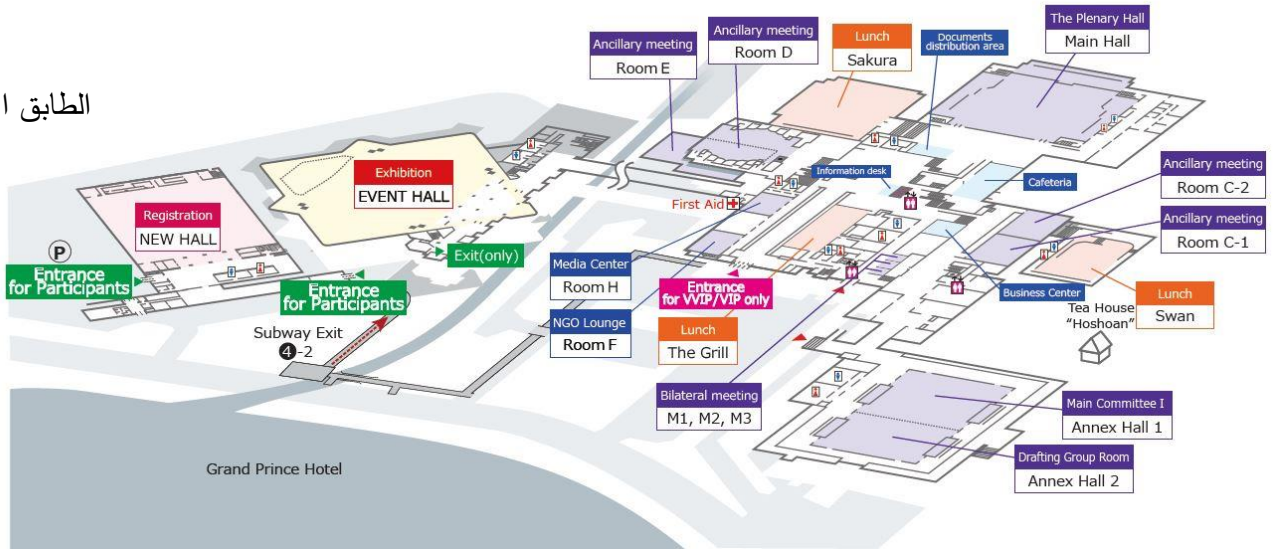 The Plenary Hall
Main Hall
Ancillary meeting
Room D
Lunch
Sakura
Documents
distribution area
Ancillary meeting
Room E
الطابق
Exhibition
EVENT HALL
Information desk
Cafeteria
Ancillary meeting
Room C-2
First Aid
Registration
NEW HALL
Ancillary meeting
Room C-1
P
Exit(only)
Entrance
for Participants
Entrance
for Participants
Media Center
Room H
Entrance
for VVIP/VIP only
Business Center
Lunch
Swan
Tea House
"Hoshoan"
Subway Exit
4-2
NGO Lounge
Room F
Lunch
The Grill
Bilateral meeting
M1, M2, M3
Main Committee I
Annex Hall 1
Drafting Group Room
Annex Hall 2
Grand Prince Hotel